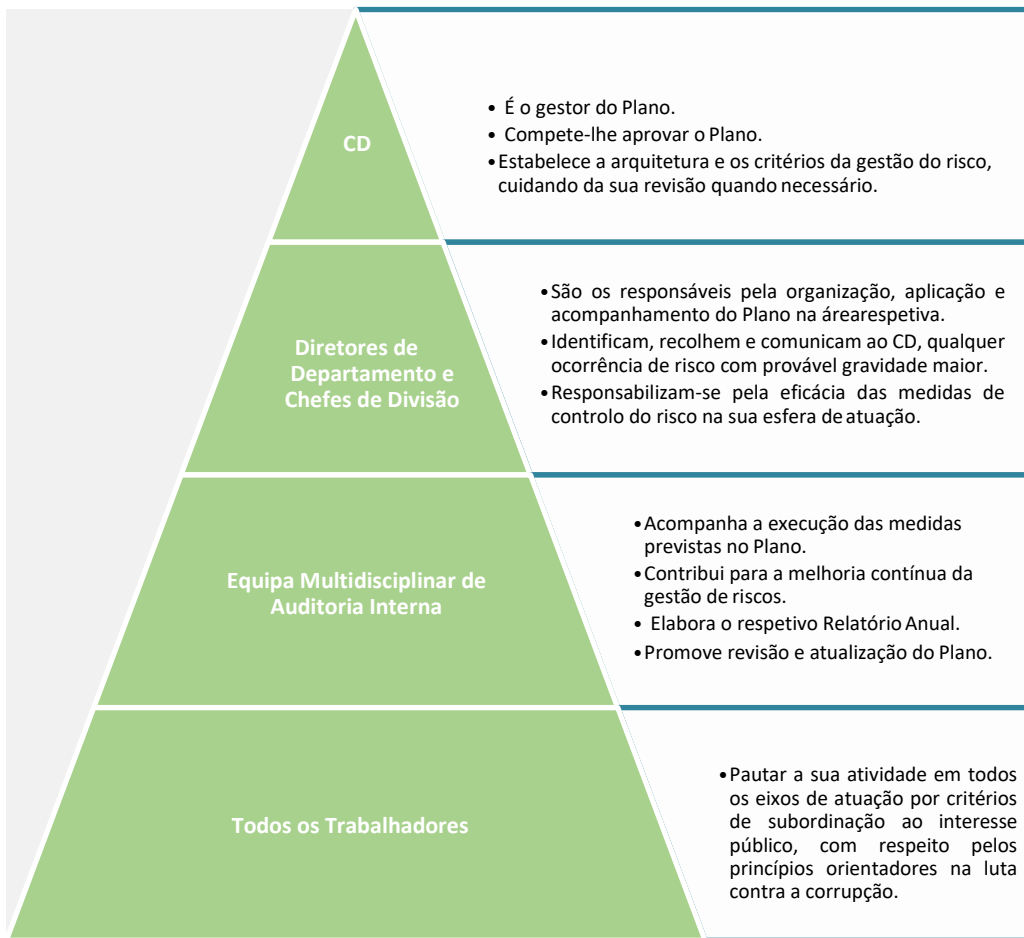 CD
• É o gestor do Plano.
• Compete-lhe aprovar o Plano.
•Estabelece a arquitetura e os critérios da gestão do risco,
cuidando da sua revisão quando necessário.
Diretores de
Departamento e
Chefes de Divisão
•São os responsáveis pela organização, aplicação e
acompanhamento do Plano na árearespetiva.
•Identificam, recolhem e comunicam ao CD, qualquer
ocorrência de risco com provável gravidade maior.
•Responsabilizam-se pela eficácia das medidas de
controlo do risco na sua esfera de atuação.
Equipa Multidisciplinar de
Auditoria Interna
•Acompanha a execução das medidas
previstas no Plano.
•Contribui para a melhoria contínua da
gestão de riscos.
• Elabora o respetivo Relatório Anual.
•Promove revisão e atualização do Plano.
Todos os Trabalhadores
•Pautar a sua atividade em todos
os eixos de atuação por critérios
de subordinação ao interesse
público, com respeito pelos
princípios orientadores na luta
contra a corrupção.